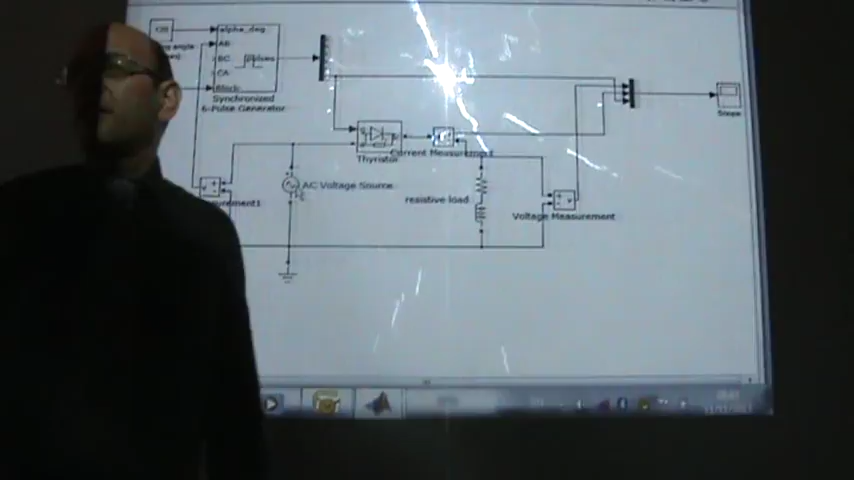 alpha_deg
AB
BC
pulses
CA
Block
Synchronized
6-Pulse Generator
Thyristor
Current Measurement
AC Voltage Source
resistive load
Voltage Measurement
Scope